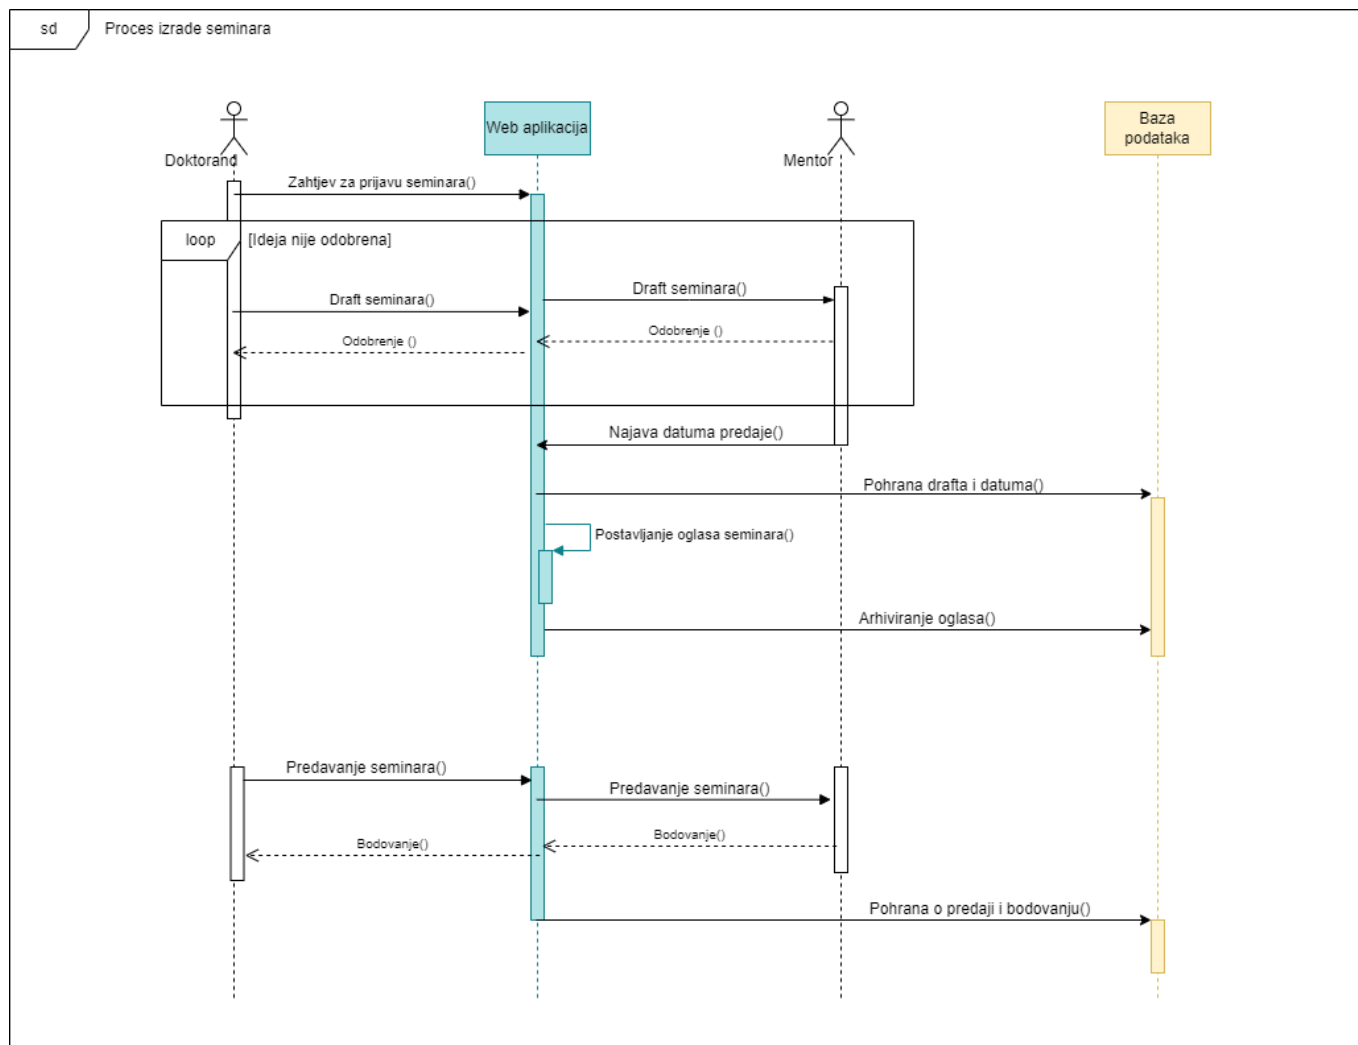 sd
Proces izrade seminara
Doktorand
Web aplikacija
Mentor
Baza
podataka
Zahtjev za prijavu seminara()
loop
[Ideja nije odobrena]
Draft seminara()
Draft seminara()
Odobrenje ()
Odobrenje ()
Najava datuma predaje()
Pohrana drafta i datuma()
Postavljanje oglasa seminara()
Arhiviranje oglasa()
Predavanje seminara()
Predavanje seminara()
Bodovanje()
Bodovanje()
Pohrana o predaji i bodovanju()